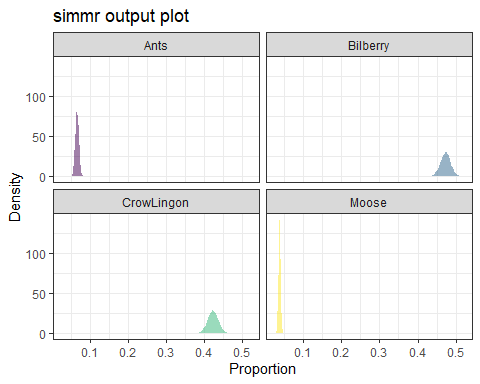 simmr output plot
Ants
Bilberry
100
50
0
CrowLingon
Moose
100
50
0
Density
0.1 0.2 0.3 0.4 0.5
0.1 0.2 0.3 0.4 0.5
Proportion